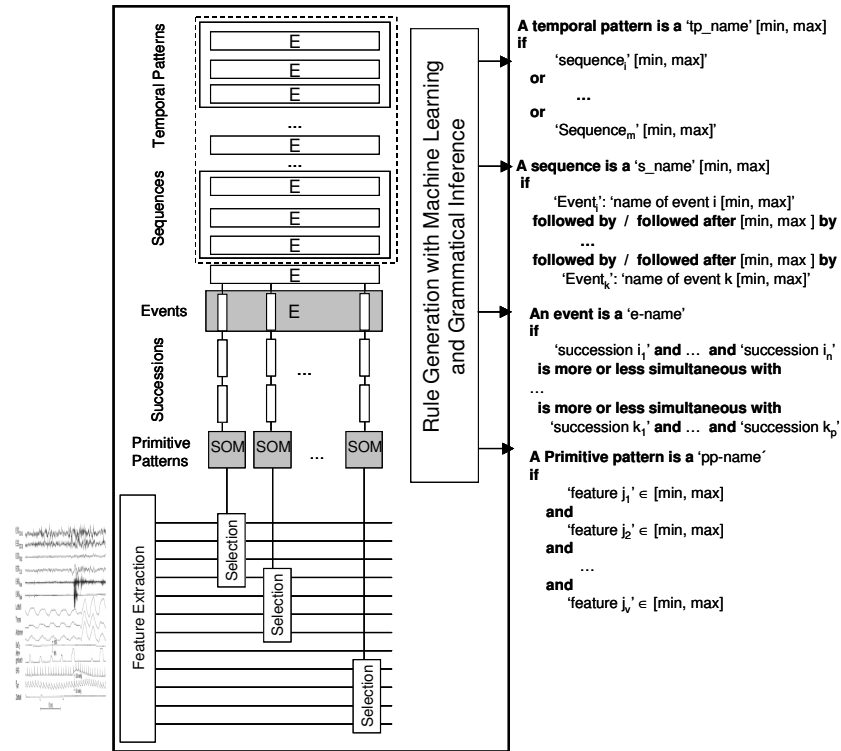 Temporal Patterns
E
E
E
...
E
...
Sequences
E
E
E
E
Events
E
Successions
...
Primitive
Patterns
SOM
SOM
...
SOM
Feature Extraction
Selection
Selection
Selection
Rule Generation with Machine Learning
and Grammatical Inference
A temporal pattern is a ‘tp_name’ [min, max]
if
‘sequenceᵢ’ [min, max]’
or
...
or
‘Sequenceₘ’ [min, max]’
A sequence is a ‘s_name’ [min, max]
if
‘Eventᵢ’: ‘name of event i [min, max]’
followed by / followed after [min, max ] by
...
followed by / followed after [min, max ] by
‘Eventₖ’: ‘name of event k [min, max]’
An event is a ‘e-name’
if
‘succession i₁’ and … and ‘succession iₙ’
is more or less simultaneous with
...
is more or less simultaneous with
‘succession k₁’ and … and ‘succession kₚ’
A Primitive pattern is a ‘pp-name´
if
‘feature j₁’ ∈ [min, max]
and
‘feature j₂’ ∈ [min, max]
and
...
and
‘feature jᵥ’ ∈ [min, max]